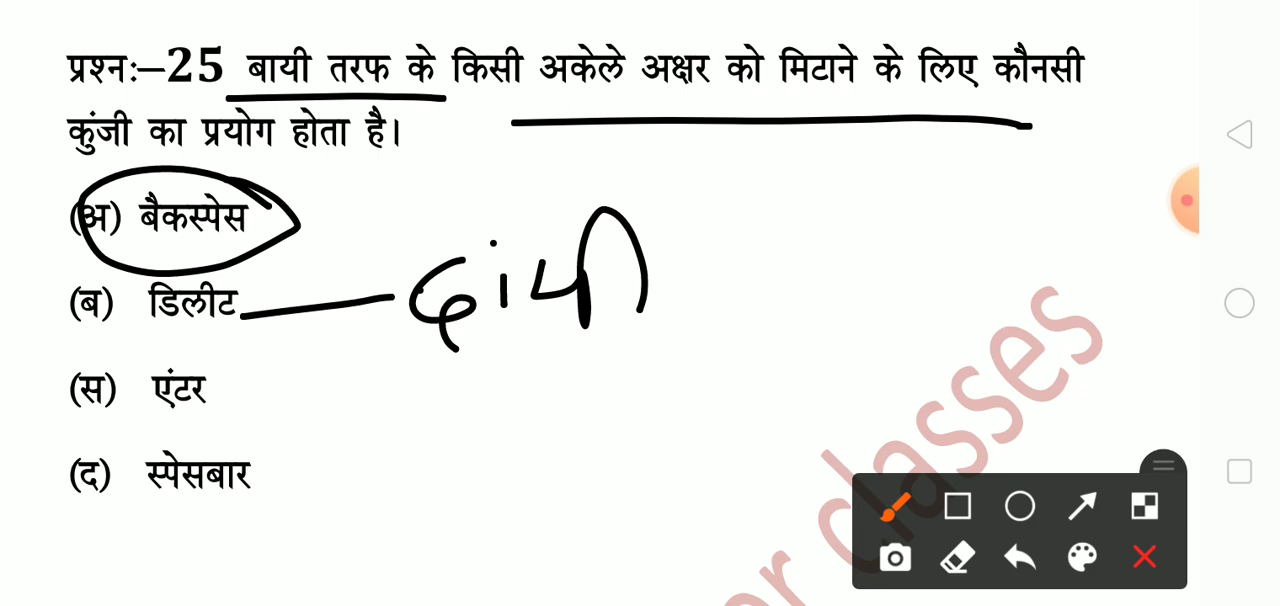 प्रश्नः–25 बायी तरफ के किसी अकेले अक्षर को मिटाने के लिए कौनसी
कुंजी का प्रयोग होता है।
(अ) बैकस्पेस
(ब) डिलीट
(स) एंटर
(द) स्पेसबार
classes